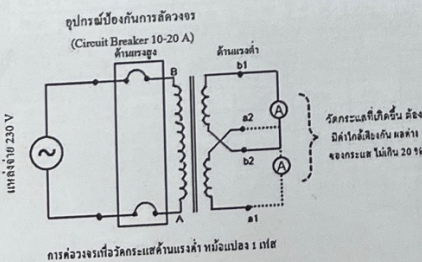 อุปกรณ์ป้องกันการลัดวงจร
(Circuit Breaker 10-20 A)
ด้านแรงสูง
ด้านแรงต่ำ
แหล่งจ่าย 230 V
B
A
b1
a2
b2
a1
A
A
วัดกระแสที่เกิดขึ้น ต้อง
มีค่าใกล้เคียงกัน ผลต่าง
ของกระแส ไม่เกิน 20 %
การต่อวงจรเพื่อวัดกระแสด้านแรงต่ำ หม้อแปลง 1 เฟส